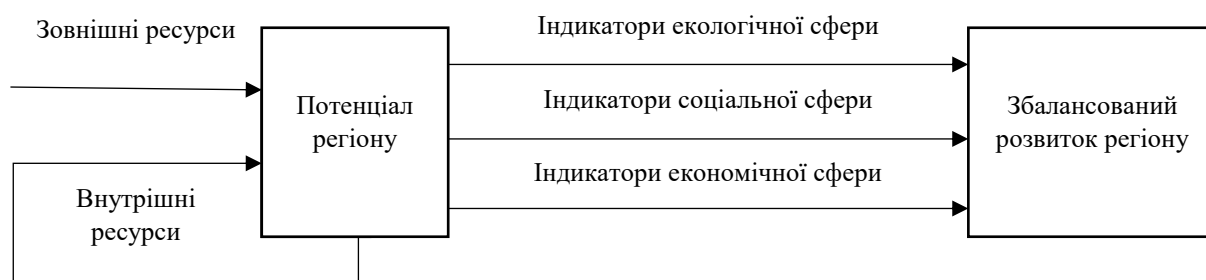 Зовнішні ресурси
Індикатори екологічної сфери
Потенціал
регіону
Індикатори соціальної сфери
Збалансований
розвиток регіону
Індикатори економічної сфери
Внутрішні
ресурси